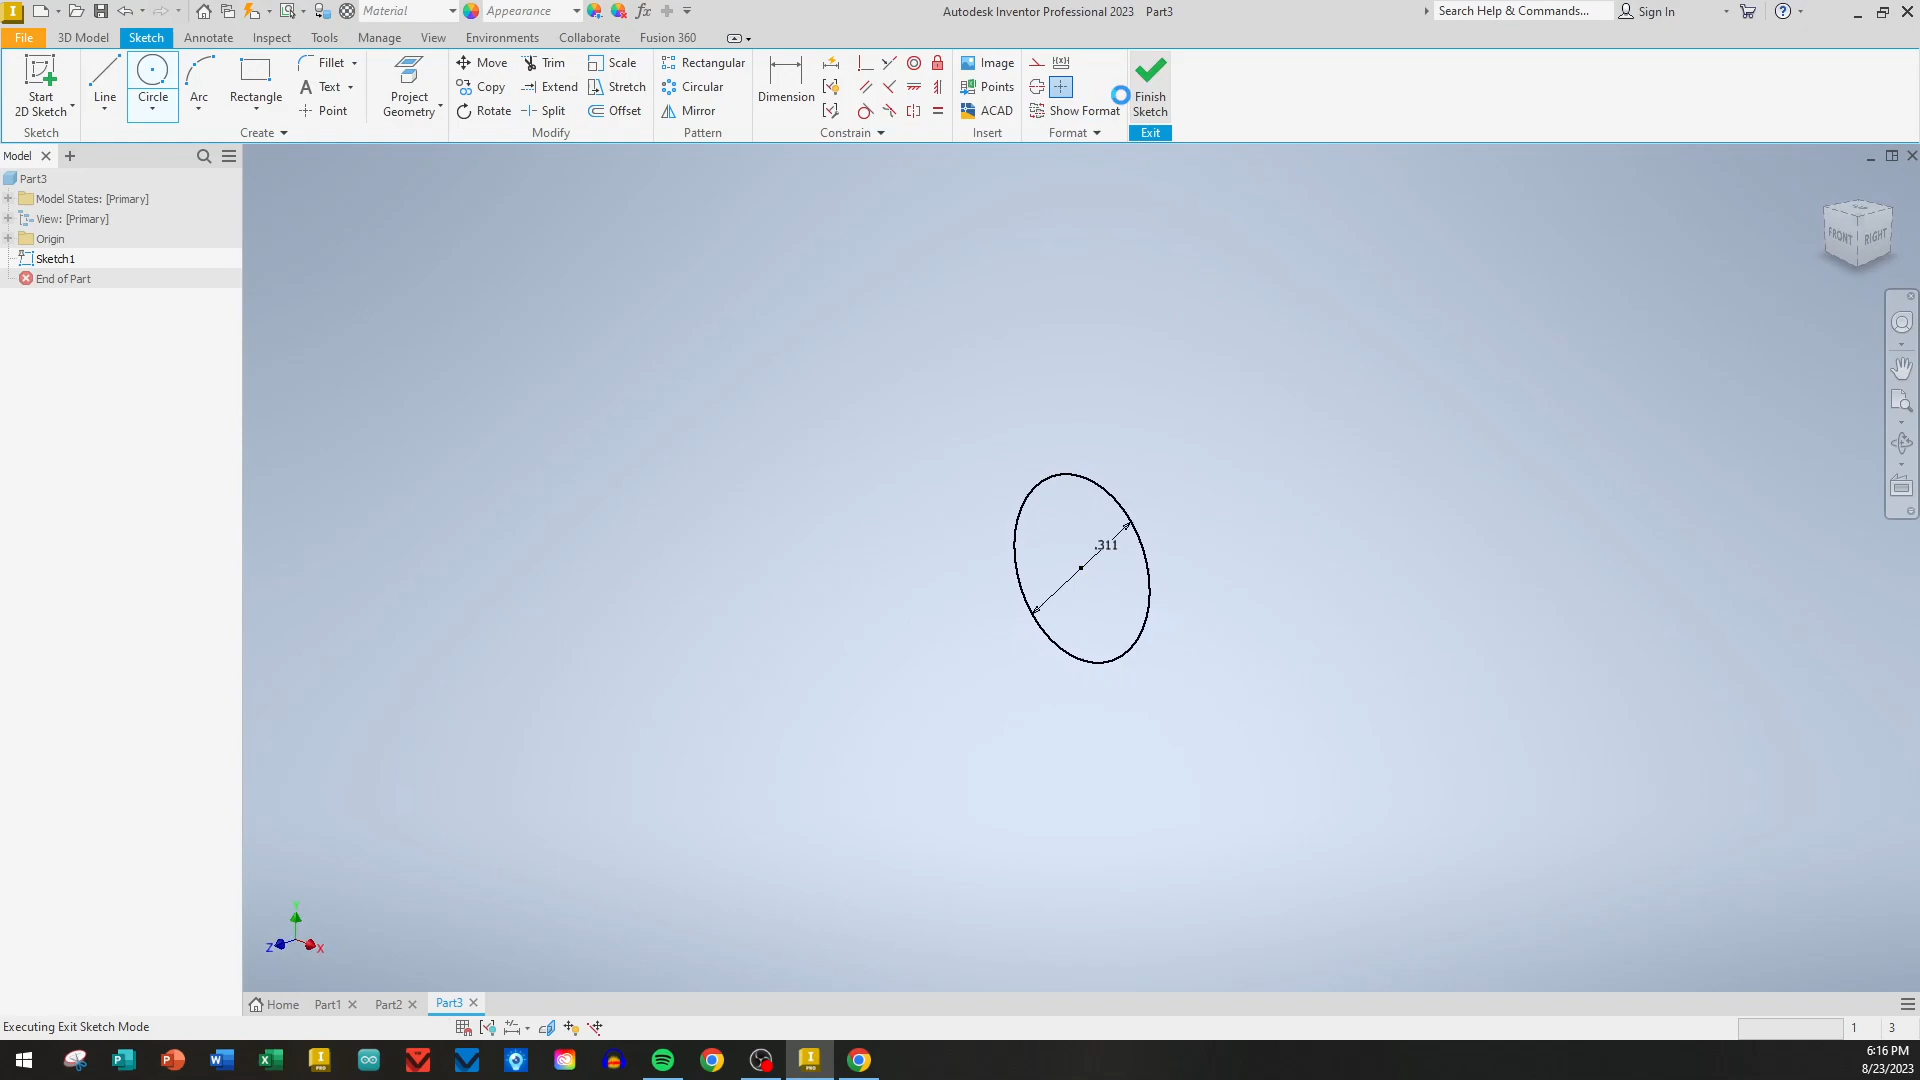 Material
Appearance
Autodesk Inventor Professional 2023 Part3
Search Help & Commands...
Sign In
File 3D Model Sketch Annotate Inspect Tools Manage View Environments Collaborate Fusion 360
Start 2D Sketch
Line
Circle
Arc
Rectangle
Fillet
Text
Point
Project Geometry
Move
Copy
Rotate
Trim
Extend
Split
Scale
Stretch
Offset
Rectangular
Circular
Mirror
Dimension
Image
Points
ACAD
Show Format
Finish Sketch
Sketch Create Modify Pattern Constrain Insert Format Exit
Model
Part3
Model States: [Primary]
View: [Primary]
Origin
Sketch1
End of Part
.311
FRONT RIGHT
Y
Z X
Home Part1 Part2 Part3
Executing Exit Sketch Mode
1 3
6:16 PM
8/23/2023